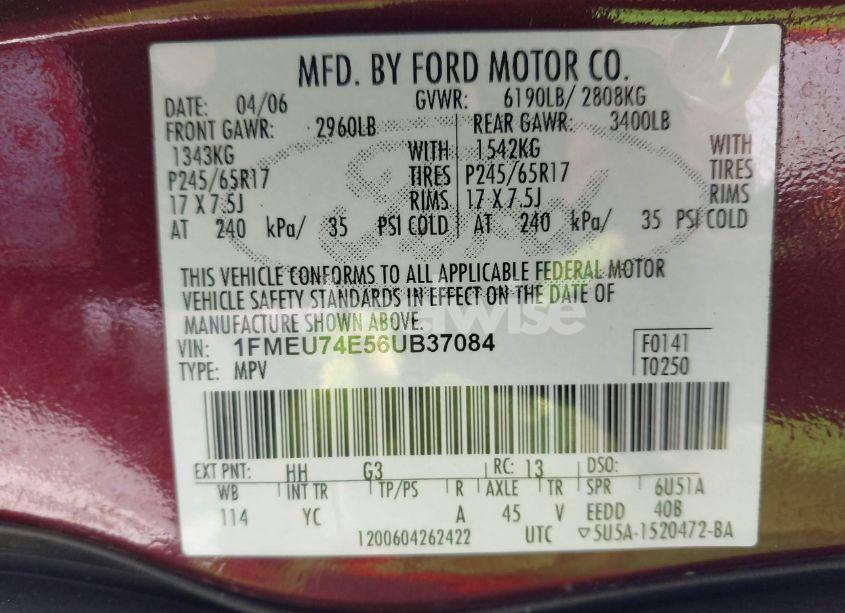 MFD. BY FORD MOTOR CO.
DATE: 04/06 GVWR: 6190LB/ 2808KG
FRONT GAWR: 2960LB REAR GAWR: 3400LB
1343KG WITH 1542KG WITH
P245/65R17 TIRES P245/65R17 TIRES
17 X 7.5J RIMS 17 X 7.5J RIMS
AT 240 kPa/ 35 PSI COLD AT 240 kPa/ 35 PSI COLD
THIS VEHICLE CONFORMS TO ALL APPLICABLE FEDERAL MOTOR
VEHICLE SAFETY STANDARDS IN EFFECT ON THE DATE OF
MANUFACTURE SHOWN ABOVE.
VIN: 1FMEU74E56UB37084 F0141
TYPE: MPV T0250
EXT PNT: HH G3 RC: 13 DSO:
WB INT TR TP/PS R AXLE TR SPR 6U51A
114 YC A 45 V EEDD 40B
1200604262422 UTC ▽5U5A-1520472-BA